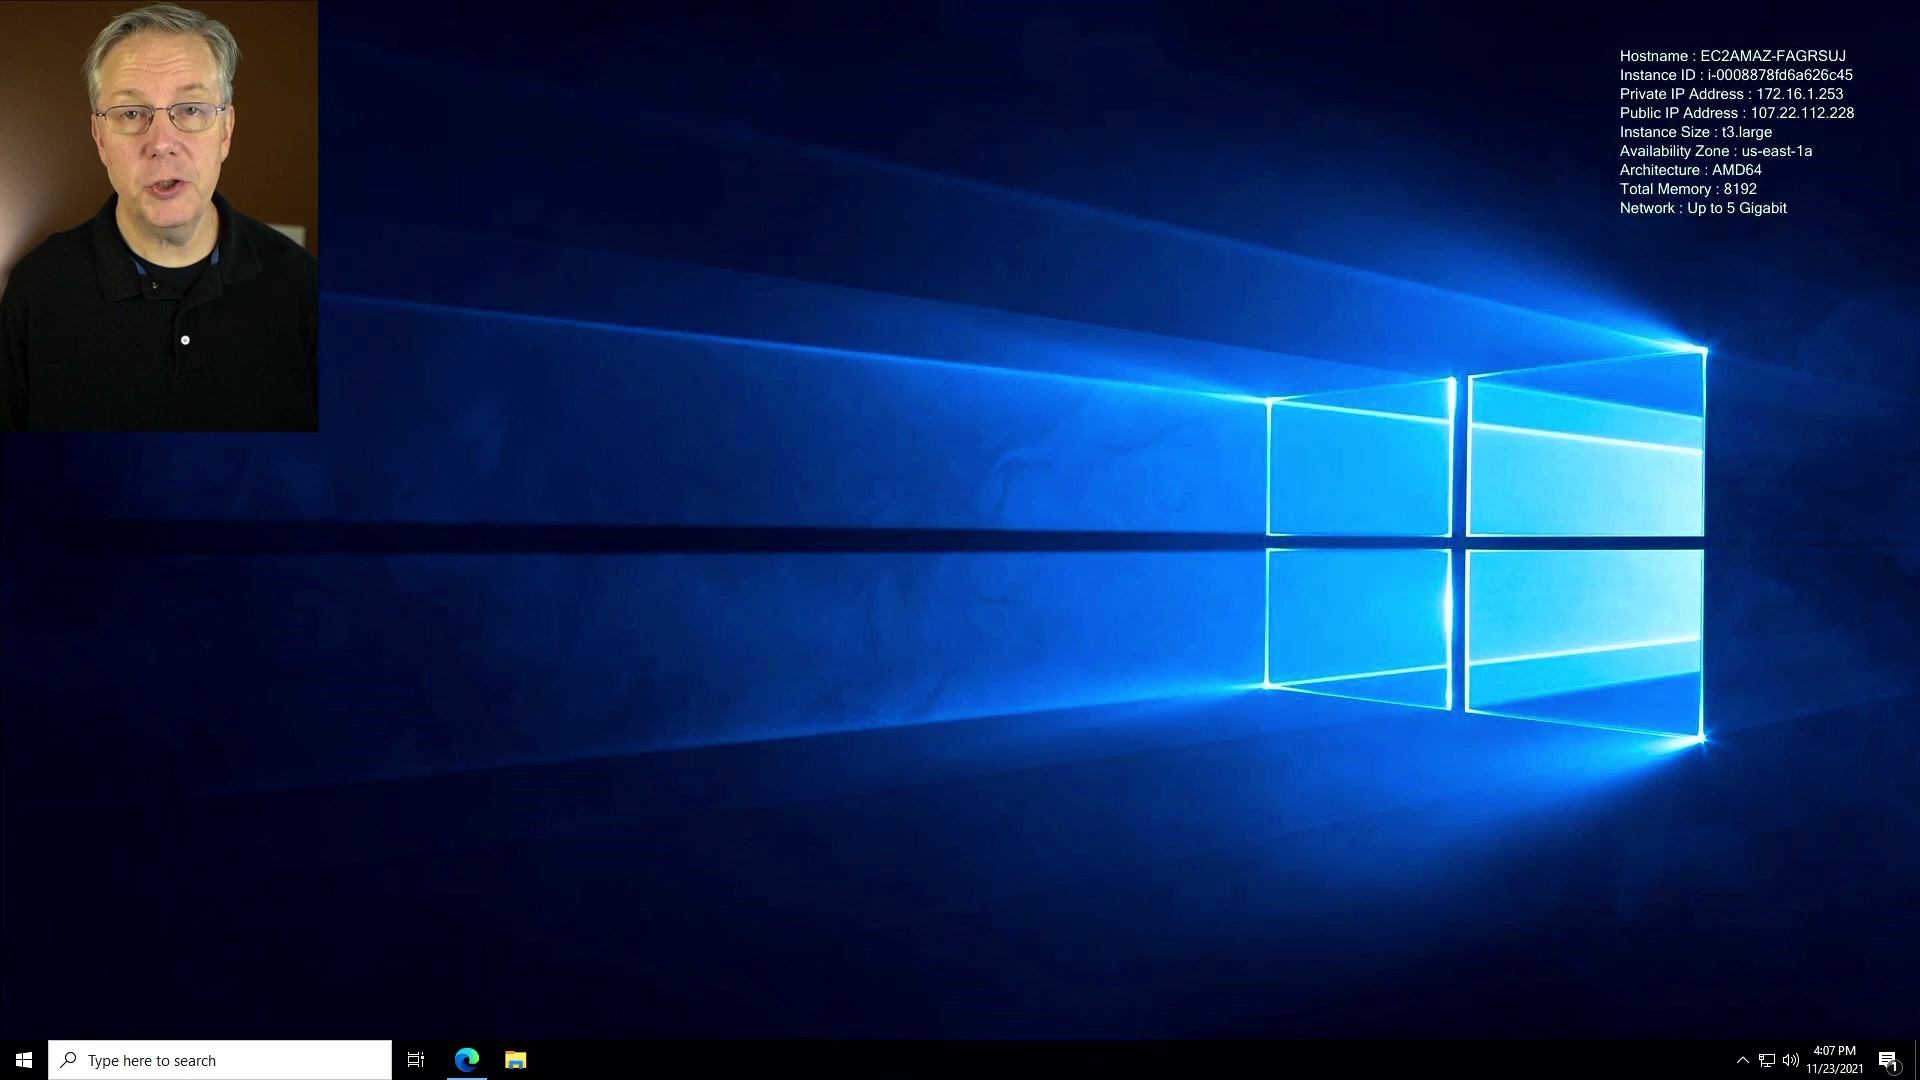 Hostname : EC2AMAZ-FAGRSUJ
Instance ID : i-0008878fd6a626c45
Private IP Address : 172.16.1.253
Public IP Address : 107.22.112.228
Instance Size : t3.large
Availability Zone : us-east-1a
Architecture : AMD64
Total Memory : 8192
Network : Up to 5 Gigabit
Type here to search
4:07 PM
11/23/2021
1